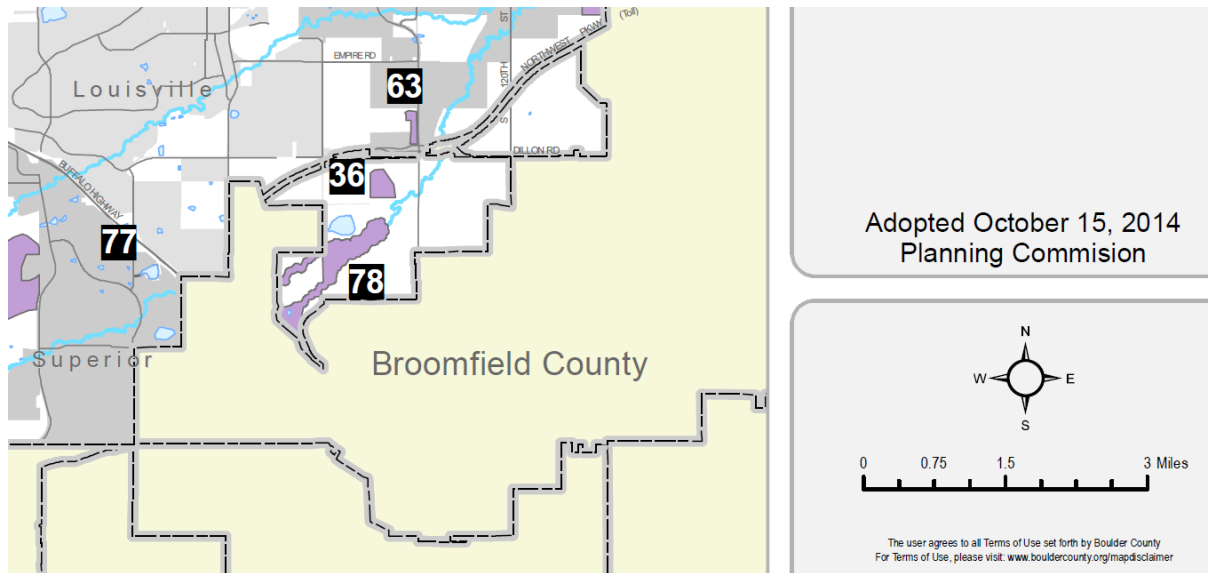 (Toll)
ST
NORTHWEST PKWY
EMPIRE RD
63
Louisville
S 120TH
DILLON RD
36
BUFFALO HIGHWAY
77
78
Superior
Broomfield County
Adopted October 15, 2014
Planning Commision
N
W E
S
0 0.75 1.5 3 Miles
The user agrees to all Terms of Use set forth by Boulder County
For Terms of Use, please visit: www.bouldercounty.org/mapdisclaimer